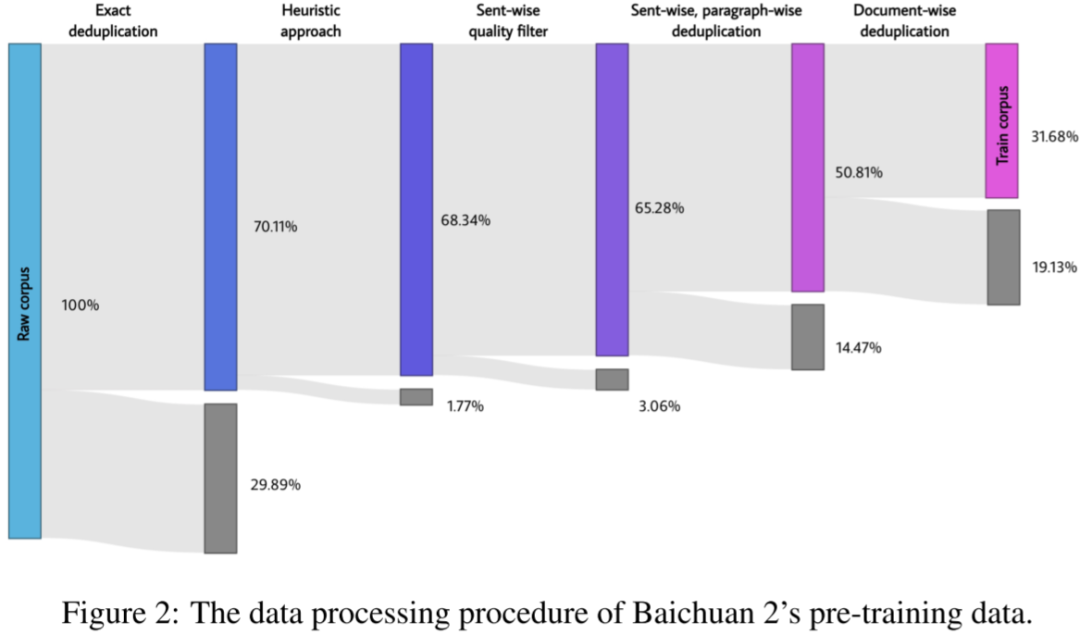 Exact
deduplication
Heuristic
approach
Sent-wise
quality filter
Sent-wise, paragraph-wise
deduplication
Document-wise
deduplication
Raw corpus
100%
70.11%
29.89%
68.34%
1.77%
65.28%
3.06%
50.81%
14.47%
Train corpus
31.68%
19.13%
Figure 2: The data processing procedure of Baichuan 2's pre-training data.